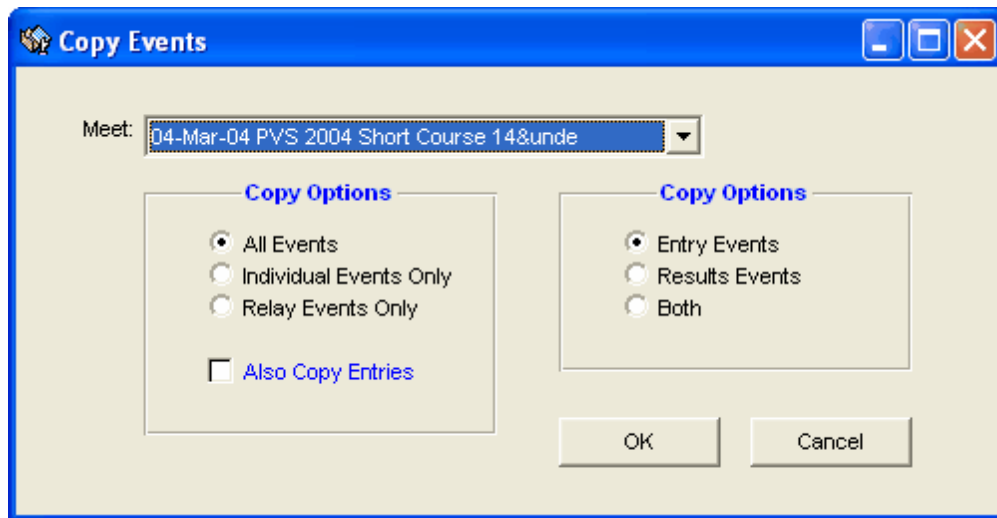 Copy Events
Meet: 04-Mar-04 PVS 2004 Short Course 14&unde
Copy Options
All Events
Individual Events Only
Relay Events Only
Also Copy Entries
Copy Options
Entry Events
Results Events
Both
OK
Cancel